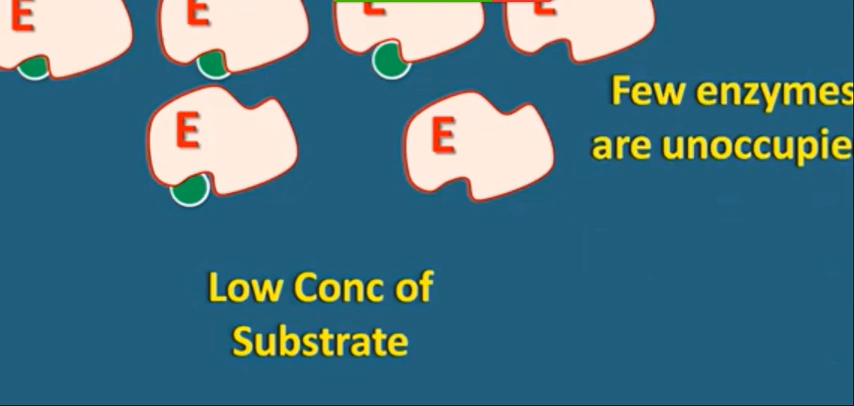 E E E E
Few enzymes
are unoccupie
E E
Low Conc of
Substrate